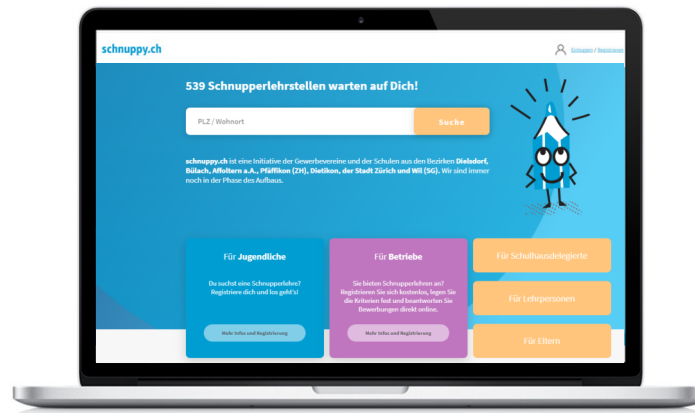 schnuppy.ch
Einloggen / Registrieren
539 Schnupperlehrstellen warten auf Dich!
PLZ / Wohnort
Suche
schnuppy.ch ist eine Initiative der Gewerbevereine und der Schulen aus den Bezirken Dielsdorf,
Bülach, Affoltern a.A., Pfäffikon (ZH), Dietikon, der Stadt Zürich und Wil (SG). Wir sind immer
noch in der Phase des Aufbaus.
Für Jugendliche
Du suchst eine Schnupperlehre?
Registriere dich und los geht's!
Mehr Infos und Registrierung
Für Betriebe
Sie bieten Schnupperlehren an?
Registrieren Sie sich kostenlos, legen Sie
die Kriterien fest und beantworten Sie
Bewerbungen direkt online.
Mehr Infos und Registrierung
Für Schulhausdelegierte
Für Lehrpersonen
Für Eltern